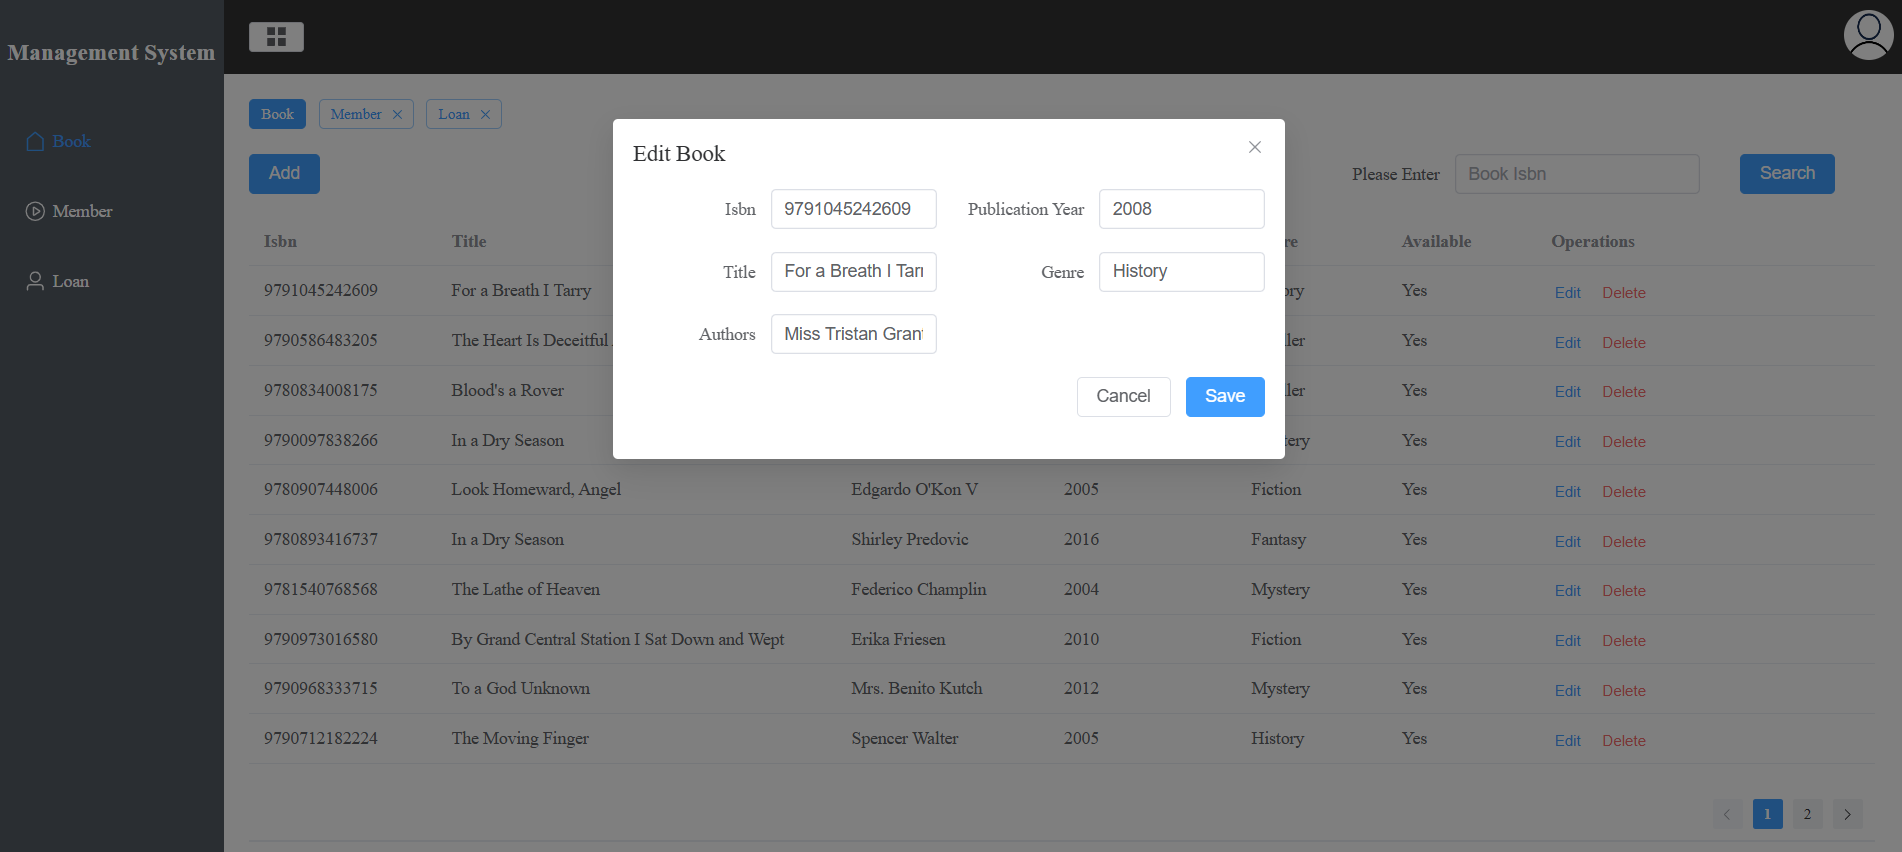 Management System
Book
Member
Loan
Book
Member
Loan
Add
Please Enter
Book Isbn
Search
Edit Book
Isbn
9791045242609
Publication Year
2008
Title
For a Breath I Tarr
Genre
History
Authors
Miss Tristan Gran
Cancel
Save
Isbn Title re Available Operations
9791045242609 For a Breath I Tarry ry Yes Edit Delete
9790586483205 The Heart Is Deceitful ler Yes Edit Delete
9780834008175 Blood's a Rover ler Yes Edit Delete
9790097838266 In a Dry Season ery Yes Edit Delete
9780907448006 Look Homeward, Angel Edgardo O'Kon V 2005 Fiction Yes Edit Delete
9780893416737 In a Dry Season Shirley Predovic 2016 Fantasy Yes Edit Delete
9781540768568 The Lathe of Heaven Federico Champlin 2004 Mystery Yes Edit Delete
9790973016580 By Grand Central Station I Sat Down and Wept Erika Friesen 2010 Fiction Yes Edit Delete
9790968333715 To a God Unknown Mrs. Benito Kutch 2012 Mystery Yes Edit Delete
9790712182224 The Moving Finger Spencer Walter 2005 History Yes Edit Delete
1 2